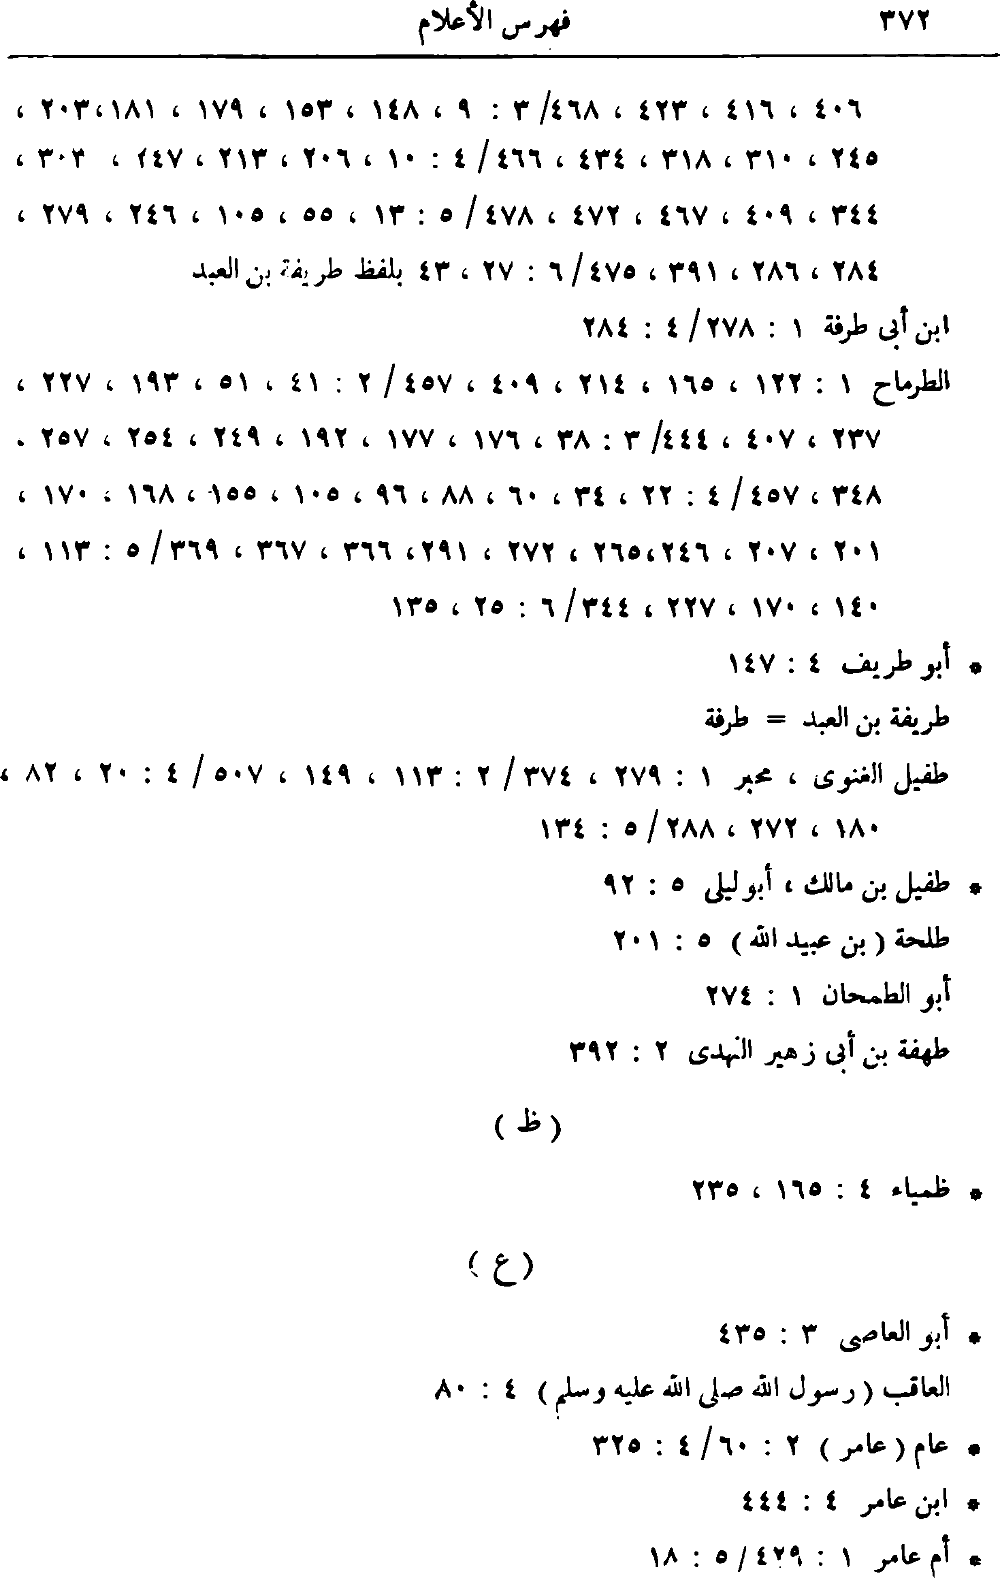 ٣٧٢ فهرس الأعلام
٤٠٦ ، ٤١٦ ، ٤٢٣ ، ٤٦٨/ ٣ : ٩ ، ١٤٨ ، ١٥٣ ، ١٧٩ ، ١٨١،٢٠٣ ،
٢٤٥ ، ٣١٠ ، ٣١٨ ، ٤٣٤ ، ٤٦٦/ ٤ : ١٠ ، ٢٠٦ ، ٢١٣ ، ٢٤٧ ، ٣٠٣ ،
٣٤٤ ، ٤٠٩ ، ٤٦٧ ، ٤٧٢ ، ٤٧٨/ ٥ : ١٣ ، ٥٥ ، ١٠٥ ، ٢٤٦ ، ٢٧٩ ،
٢٨٤ ، ٢٨٦ ، ٣٩١ ، ٤٧٥/ ٦ : ٢٧ ، ٤٣ بلفظ طريفة بن العبد
ابن أبى طرفة ١ : ٢٧٨/ ٤ : ٢٨٤
الطرماح ١ : ١٢٢ ، ١٦٥ ، ٢١٤ ، ٤٠٩ ، ٤٥٧/ ٢ : ٤١ ، ٥١ ، ١٩٣ ، ٢٢٧ ،
٢٣٧ ، ٤٠٧ ، ٤٤٤/ ٣ : ٣٨ ، ١٧٦ ، ١٧٧ ، ١٩٢ ، ٢٤٩ ، ٢٥٤ ، ٢٥٧ .
٣٤٨ ، ٤٥٧/ ٤ : ٢٢ ، ٣٤ ، ٦٠ ، ٨٨ ، ٩٦ ، ١٠٥ ، ١٥٥ ، ١٦٨ ، ١٧٠ ،
٢٠١ ، ٢٠٧ ، ٢٤٦،٢٦٥ ، ٢٧٢ ، ٢٩١، ٣٦٦ ، ٣٦٧ ، ٣٦٩/ ٥ : ١١٣ ،
١٤٠ ، ١٧٠ ، ٢٢٧ ، ٣٤٤/ ٦ : ٢٥ ، ١٣٥
* أبو طريف ٤ : ١٤٧
طريفة بن العبد = طرفة
طفيل الغنوى ، محبر ١ : ٢٧٩ ، ٣٧٤/ ٢ : ١١٣ ، ١٤٩ ، ٥٠٧/ ٤ : ٢٠ ، ٨٢ ،
١٨٠ ، ٢٧٢ ، ٢٨٨/ ٥ : ١٣٤
* طفيل بن مالك ، أبو ليلى ٥ : ٩٢
طلحة ( بن عبيد الله ) ٥ : ٢٠١
أبو الطمحان ١ : ٢٧٤
طهفة بن أبى زهير النهدى ٢ : ٣٩٢
( ظ )
* ظمياء ٤ : ١٦٥ ، ٢٣٥
( ع )
* أبو العاصى ٣ : ٤٣٥
العاقب ( رسول الله صلى الله عليه وسلم ) ٤ : ٨٠
* عام ( عامر ) ٢ : ٦٠/ ٤ : ٣٢٥
* ابن عامر ٤ : ٤٤٤
* أم عامر ١ : ٤٢٩/ ٥ : ١٨